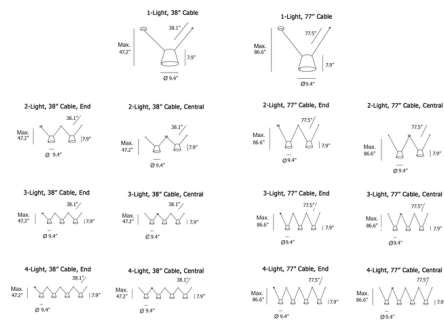 1-Light, 38" Cable
38.1"
Max.
47.2"
7.9"
Ø 9.4"
1-Light, 77" Cable
77.5"
Max.
86.6"
7.9"
Ø9.4"
2-Light, 38" Cable, End
38.1"
Max.
47.2"
7.9"
Ø 9.4"
2-Light, 38" Cable, Central
38.1"
Max.
47.2"
7.9"
Ø 9.4"
2-Light, 77" Cable, End
77.5"
Max.
86.6"
7.9"
Ø9.4"
2-Light, 77" Cable, Central
77.5"
Max.
86.6"
7.9"
Ø9.4"
3-Light, 38" Cable, End
38.1"
Max.
47.2"
7.9"
Ø 9.4"
3-Light, 38" Cable, Central
38.1"
Max.
47.2"
7.9"
Ø 9.4"
3-Light, 77" Cable, End
77.5"
Max.
86.6"
7.9"
Ø9.4"
3-Light, 77" Cable, Central
77.5"
Max.
86.6"
7.9"
Ø9.4"
4-Light, 38" Cable, End
38.1"
Max.
47.2"
7.9"
Ø 9.4"
4-Light, 38" Cable, Central
38.1"
Max.
47.2"
7.9"
Ø 9.4"
4-Light, 77" Cable, End
77.5"
Max.
86.6"
7.9"
Ø9.4"
4-Light, 77" Cable, Central
77.5"
Max.
86.6"
7.9"
Ø9.4"